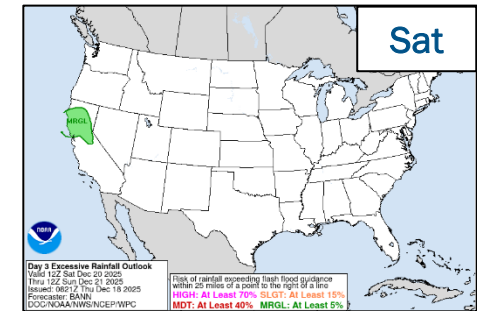 Sat
MRGL
NOAA
Day 3 Excessive Rainfall Outlook
Valid 12Z Sat Dec 20 2025
Thru 12Z Sun Dec 21 2025
Issued: 0821Z Thu Dec 18 2025
Forecaster: BANN
DOC/NOAA/NWS/NCEP/WPC
Risk of rainfall exceeding flash flood guidance
within 25 miles of a point to the right of a line
HIGH: At Least 70% SLGT: At Least 15%
MDT: At Least 40% MRGL: At Least 5%